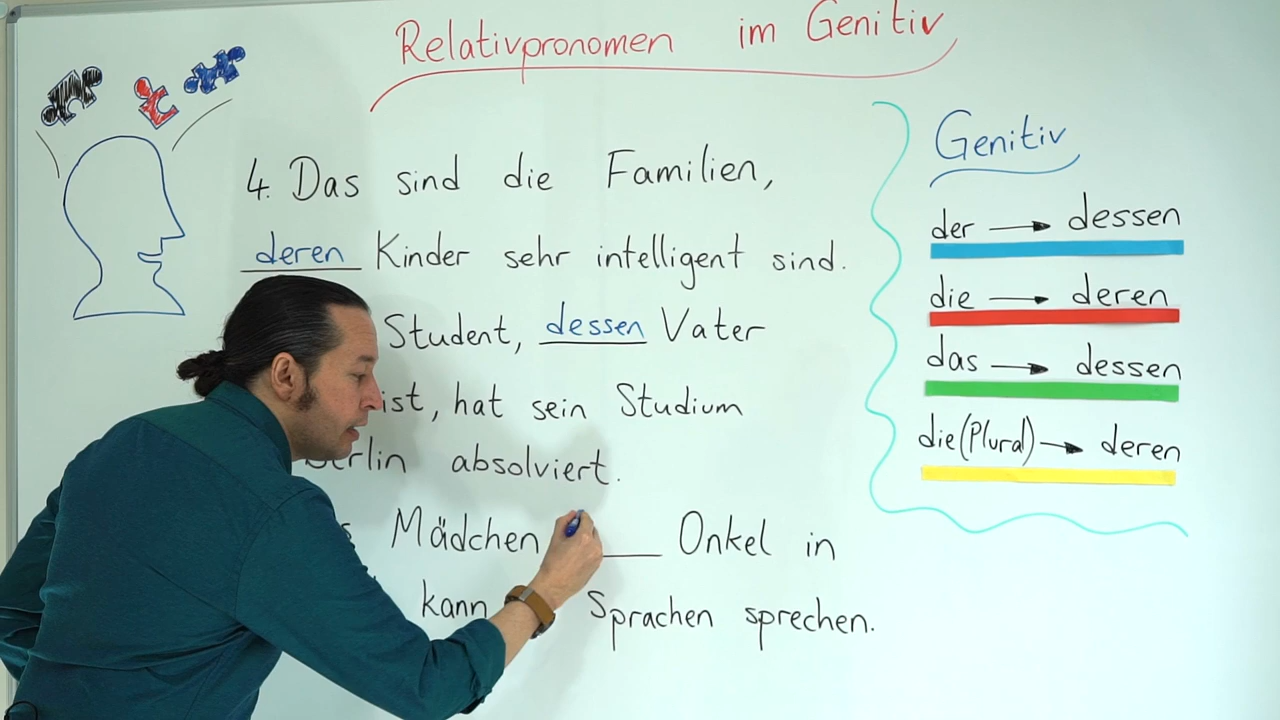 Relativpronomen im Genitiv
4. Das sind die Familien,
deren Kinder sehr intelligent sind.
Student, dessen Vater
ist, hat sein Studium
Berlin absolviert.
Mädchen Onkel in
kann Sprachen sprechen.
Genitiv
der → dessen
die → deren
das → dessen
die (Plural) → deren